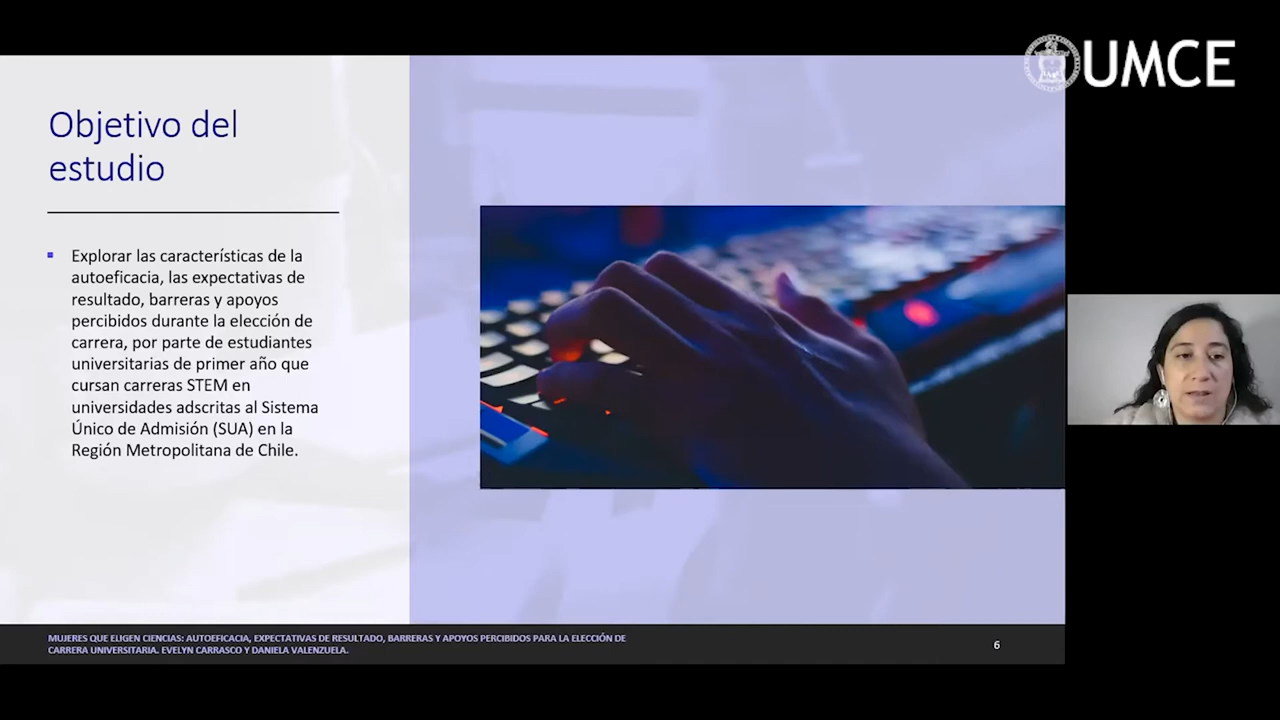 UMCE
Objetivo del
estudio
▪ Explorar las características de la
autoeficacia, las expectativas de
resultado, barreras y apoyos
percibidos durante la elección de
carrera, por parte de estudiantes
universitarias de primer año que
cursan carreras STEM en
universidades adscritas al Sistema
Único de Admisión (SUA) en la
Región Metropolitana de Chile.
MUJERES QUE ELIGEN CIENCIAS: AUTOEFICACIA, EXPECTATIVAS DE RESULTADO, BARRERAS Y APOYOS PERCIBIDOS PARA LA ELECCIÓN DE
CARRERA UNIVERSITARIA. EVELYN CARRASCO Y DANIELA VALENZUELA.
6